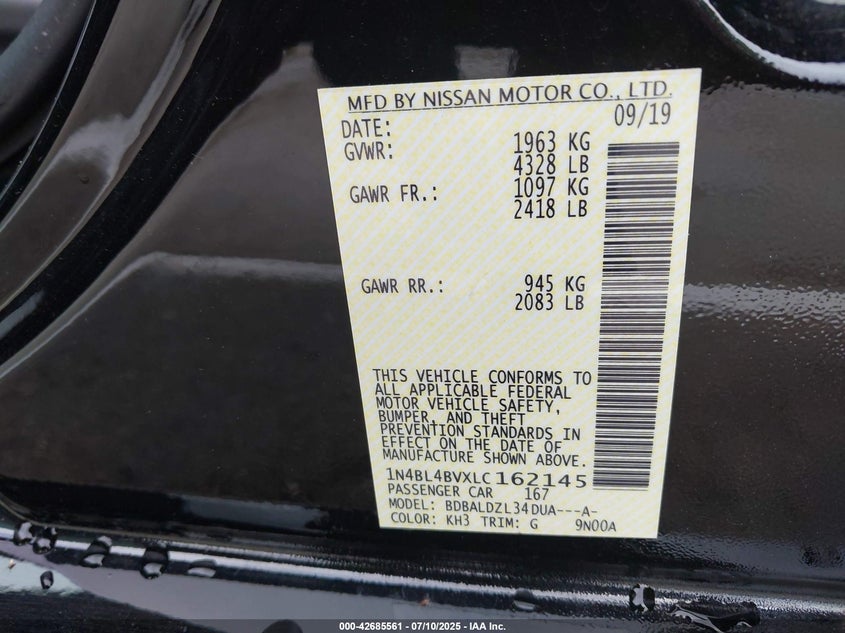 MFD BY NISSAN MOTOR CO., LTD.
DATE: 09/19
GVWR: 1963 KG
4328 LB
GAWR FR.: 1097 KG
2418 LB
GAWR RR.: 945 KG
2083 LB
THIS VEHICLE CONFORMS TO
ALL APPLICABLE FEDERAL
MOTOR VEHICLE SAFETY,
BUMPER, AND THEFT
PREVENTION STANDARDS IN
EFFECT ON THE DATE OF
MANUFACTURE SHOWN ABOVE.
1N4BL4BVXLC162145
PASSENGER CAR 167
MODEL: BDBALDZL34DUA---A-
COLOR: KH3 TRIM: G 9N00A
000-42685561 - 07/10/2025 - IAA Inc.